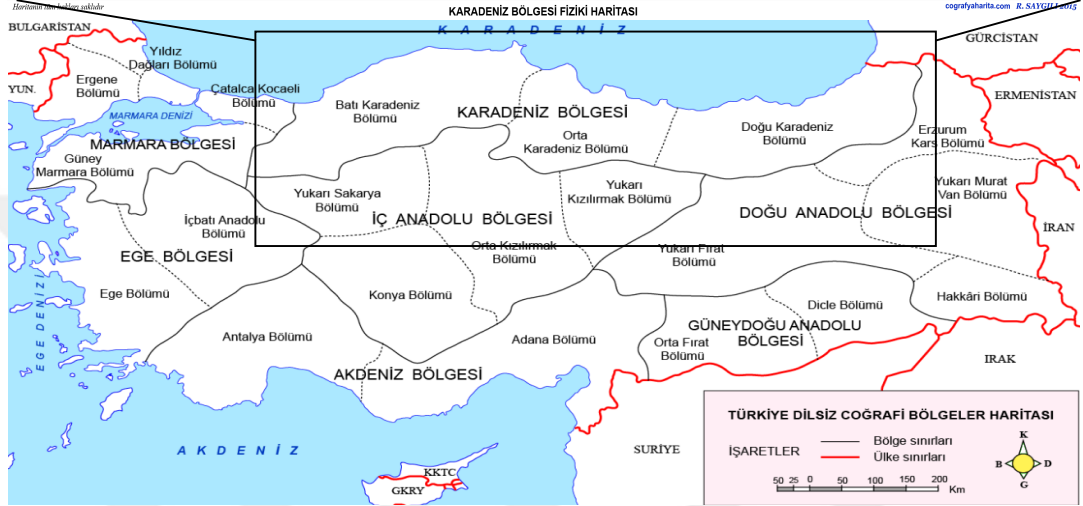 Haritanın tüm hakları saklıdır
KARADENİZ BÖLGESİ FİZİKİ HARİTASI
cografyaharita.com R. SAYGILI 2015
BULGARİSTAN
KARADENİZ
GÜRCİSTAN
Yıldız
Dağları Bölümü
Ergene
Bölümü
YUN.
Çatalca Kocaeli
Bölümü
ERMENİSTAN
MARMARA DENİZİ
Batı Karadeniz
Bölümü
KARADENİZ BÖLGESİ
Orta
Karadeniz Bölümü
Doğu Karadeniz
Bölümü
Erzurum
Kars Bölümü
MARMARA BÖLGESİ
Güney
Marmara Bölümü
Yukarı Sakarya
Bölümü
Yukarı
Kızılırmak Bölümü
Yukarı Murat
Van Bölümü
İçbatı Anadolu
Bölümü
İÇ ANADOLU BÖLGESİ
DOĞU ANADOLU BÖLGESİ
İRAN
Orta Kızılırmak
Bölümü
Yukarı Fırat
Bölümü
EGE BÖLGESİ
EGE DENİZİ
Ege Bölümü
Konya Bölümü
Dicle Bölümü
Hakkâri Bölümü
Antalya Bölümü
Adana Bölümü
GÜNEYDOĞU ANADOLU
BÖLGESİ
Orta Fırat
Bölümü
IRAK
AKDENİZ BÖLGESİ
AKDENİZ
SURİYE
KKTC
GKRY
TÜRKİYE DİLSİZ COĞRAFİ BÖLGELER HARİTASI
İŞARETLER
Bölge sınırları
Ülke sınırları
K
B
D
G
50 25 0 50 100 150 200
Km